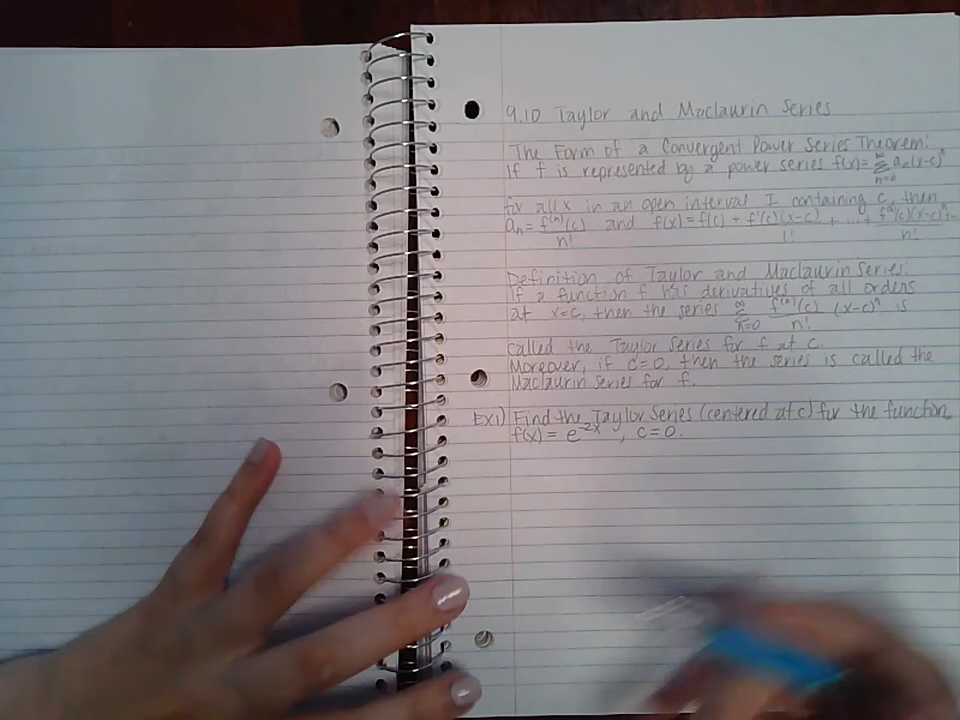 9.10 Taylor and Maclaurin Series
The Form of a Convergent Power Series Theorem:
If f is represented by a power series f(x)= ∞ Σ n=0 aₙ(x-c)ⁿ
for all x in an open interval I containing c, then
aₙ = f⁽ⁿ⁾(c)/n! and f(x) = f(c) + f'(c)(x-c)/1! + ... + f⁽ⁿ⁾(c)(x-c)ⁿ/n! ...
Definition of Taylor and Maclaurin Series:
If a function f has derivatives of all orders
at x=c, then the series ∞ Σ n=0 f⁽ⁿ⁾(c)/n! (x-c)ⁿ is
called the Taylor Series for f at c.
Moreover, if c=0, then the series is called the
Maclaurin series for f.
EX1) Find the Taylor Series (centered at c) for the function
f(x) = e^-2x , c=0.